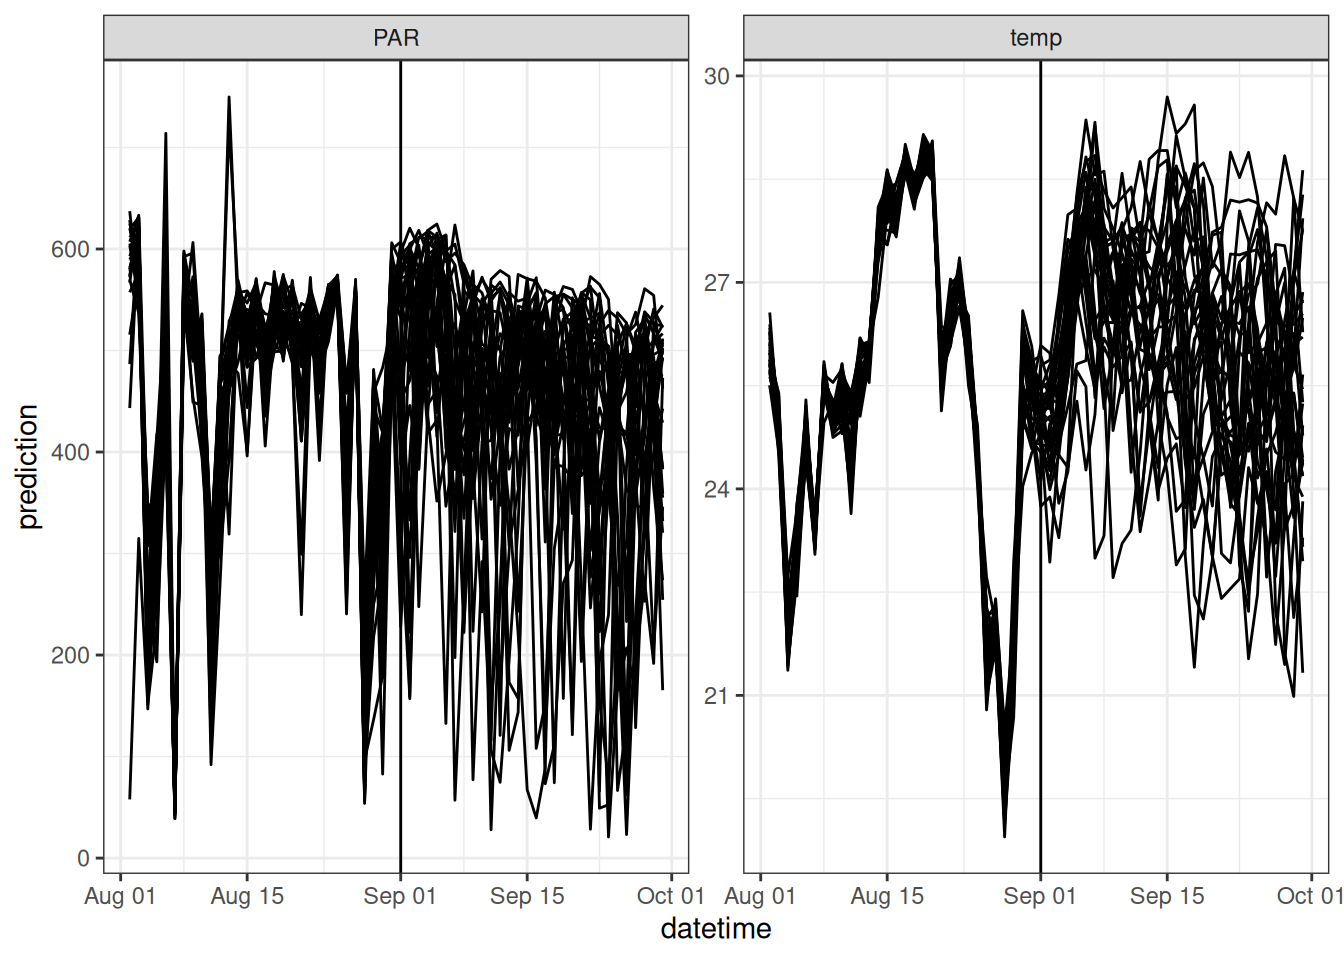 PAR
temp
prediction
600
400
200
0
30
27
24
21
Aug 01 Aug 15 Sep 01 Sep 15 Oct 01
Aug 01 Aug 15 Sep 01 Sep 15 Oct 01
datetime